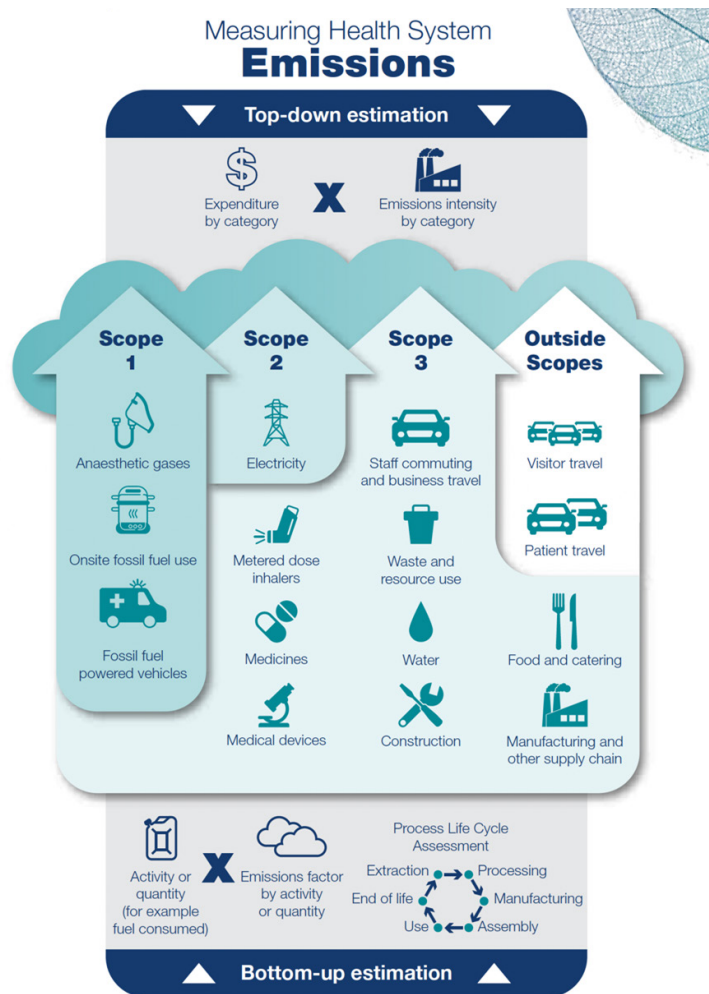 Measuring Health System
Emissions
Top-down estimation
$
Expenditure
by category
X
Emissions intensity
by category
Scope
1
Scope
2
Scope
3
Outside
Scopes
Anaesthetic gases
Electricity
Staff commuting
and business travel
Visitor travel
Onsite fossil fuel use
Metered dose
inhalers
Waste and
resource use
Patient travel
Fossil fuel
powered vehicles
Medicines
Water
Food and catering
Medical devices
Construction
Manufacturing and
other supply chain
Activity or
quantity
(for example
fuel consumed)
X
Emissions factor
by activity
or quantity
Process Life Cycle
Assessment
Extraction
Processing
Manufacturing
Assembly
Use
End of life
Bottom-up estimation